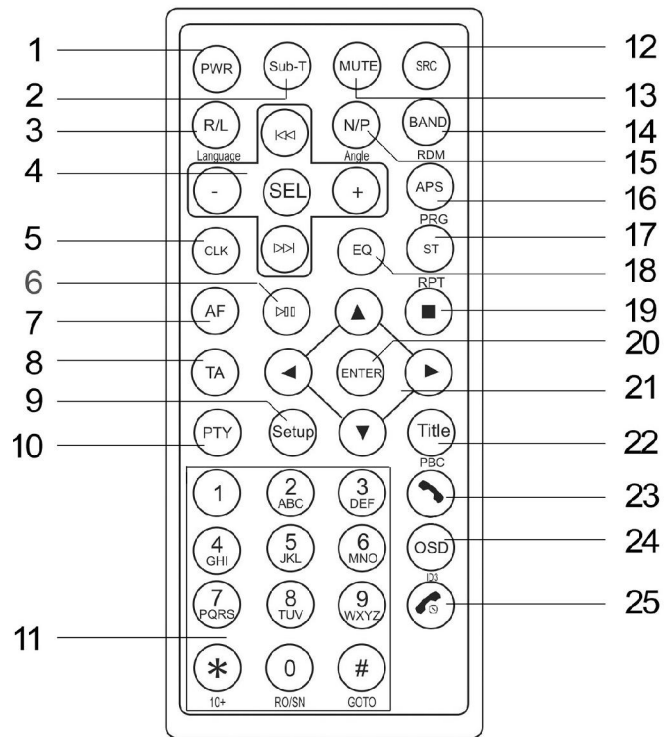 1 PWR Sub-T MUTE SRC 12
2 13
3 R/L N/P BAND 14
Language Angle RDM 15
4 - SEL + APS 16
PRG
5 CLK EQ ST 17
18
6 RPT
7 AF 19
20
8 TA ENTER 21
9
10 PTY Setup Title 22
PBC
1 2 3 23
ABC DEF
4 5 6 OSD 24
GHI JKL MNO
ID3
7 8 9 25
PQRS TUV WXYZ
11
* 0 #
10+ RO/SN GOTO